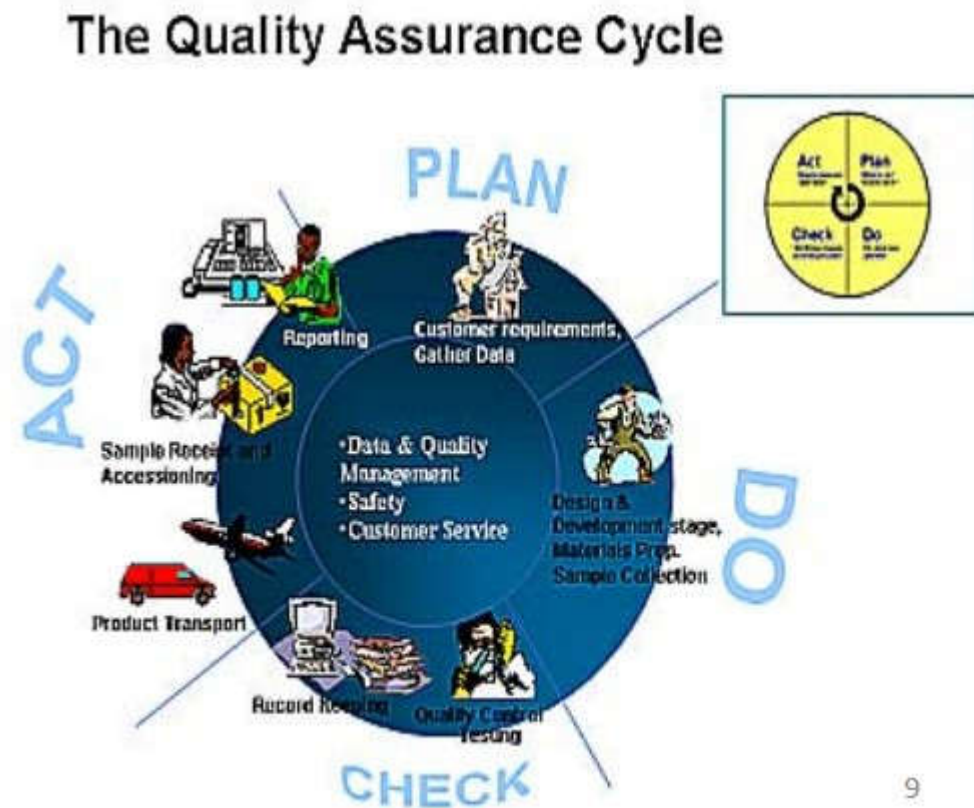 The Quality Assurance Cycle
PLAN
Act
Plan
Check
Do
ACT
Reporting
Customer requirements,
Gather Data
Sample Receipt and
Accessioning
•Data & Quality
Management
•Safety
•Customer Service
DO
Design &
Development stage,
Materials Prep.
Sample Collection
Product Transport
Record Keeping
Quality Control
Testing
CHECK
9